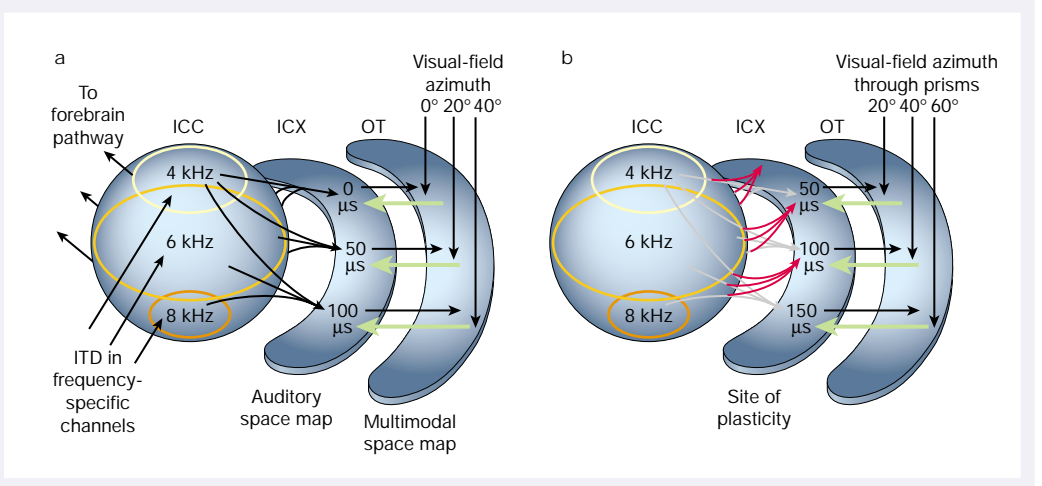 a
Visual-field
azimuth
0° 20° 40°
To
forebrain
pathway
ICC
ICX
OT
4 kHz
6 kHz
8 kHz
0
μs
50
μs
100
μs
ITD in
frequency-
specific
channels
Auditory
space map
Multimodal
space map
b
Visual-field azimuth
through prisms
20° 40° 60°
ICC
ICX
OT
4 kHz
6 kHz
8 kHz
50
μs
100
μs
150
μs
Site of
plasticity